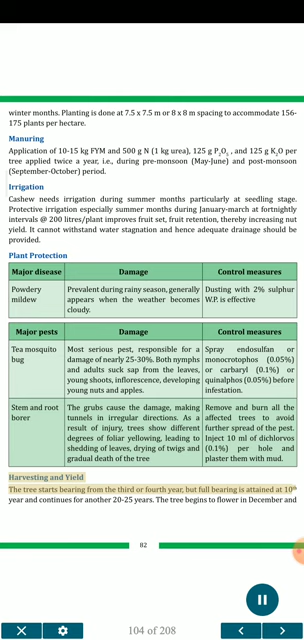 winter months. Planting is done at 7.5 x 7.5 m or 8 x 8 m spacing to accommodate 156-
175 plants per hectare.
Manuring
Application of 10-15 kg FYM and 500 g N (1 kg urea), 125 g P₂O₅ , and 125 g K₂O per
tree applied twice a year, i.e., during pre-monsoon (May-June) and post-monsoon
(September-October) period.
Irrigation
Cashew needs irrigation during summer months particularly at seedling stage.
Protective irrigation especially summer months during January-march at fortnightly
intervals @ 200 litres/plant improves fruit set, fruit retention, thereby increasing nut
yield. It cannot withstand water stagnation and hence adequate drainage should be
provided.
Plant Protection
Major disease Damage Control measures
Powdery Prevalent during rainy season, generally Dusting with 2% sulphur
mildew appears when the weather becomes W.P. is effective
cloudy.
Major pests Damage Control measures
Tea mosquito Most serious pest, responsible for a Spray endosulfan or
bug damage of nearly 25-30%. Both nymphs monocrotophos (0.05%)
and adults suck sap from the leaves, or carbaryl (0.1%) or
young shoots, inflorescence, developing quinalphos (0.05%) before
young nuts and apples. infestation.
Stem and root The grubs cause the damage, making Remove and burn all the
borer tunnels in irregular directions. As a affected trees to avoid
result of injury, trees show different further spread of the pest.
degrees of foliar yellowing, leading to Inject 10 ml of dichlorvos
shedding of leaves, drying of twigs and (0.1%) per hole and
gradual death of the tree plaster them with mud.
Harvesting and Yield
The tree starts bearing from the third or fourth year, but full bearing is attained at 10th
year and continues for another 20-25 years. The tree begins to flower in December and
82
104 of 208